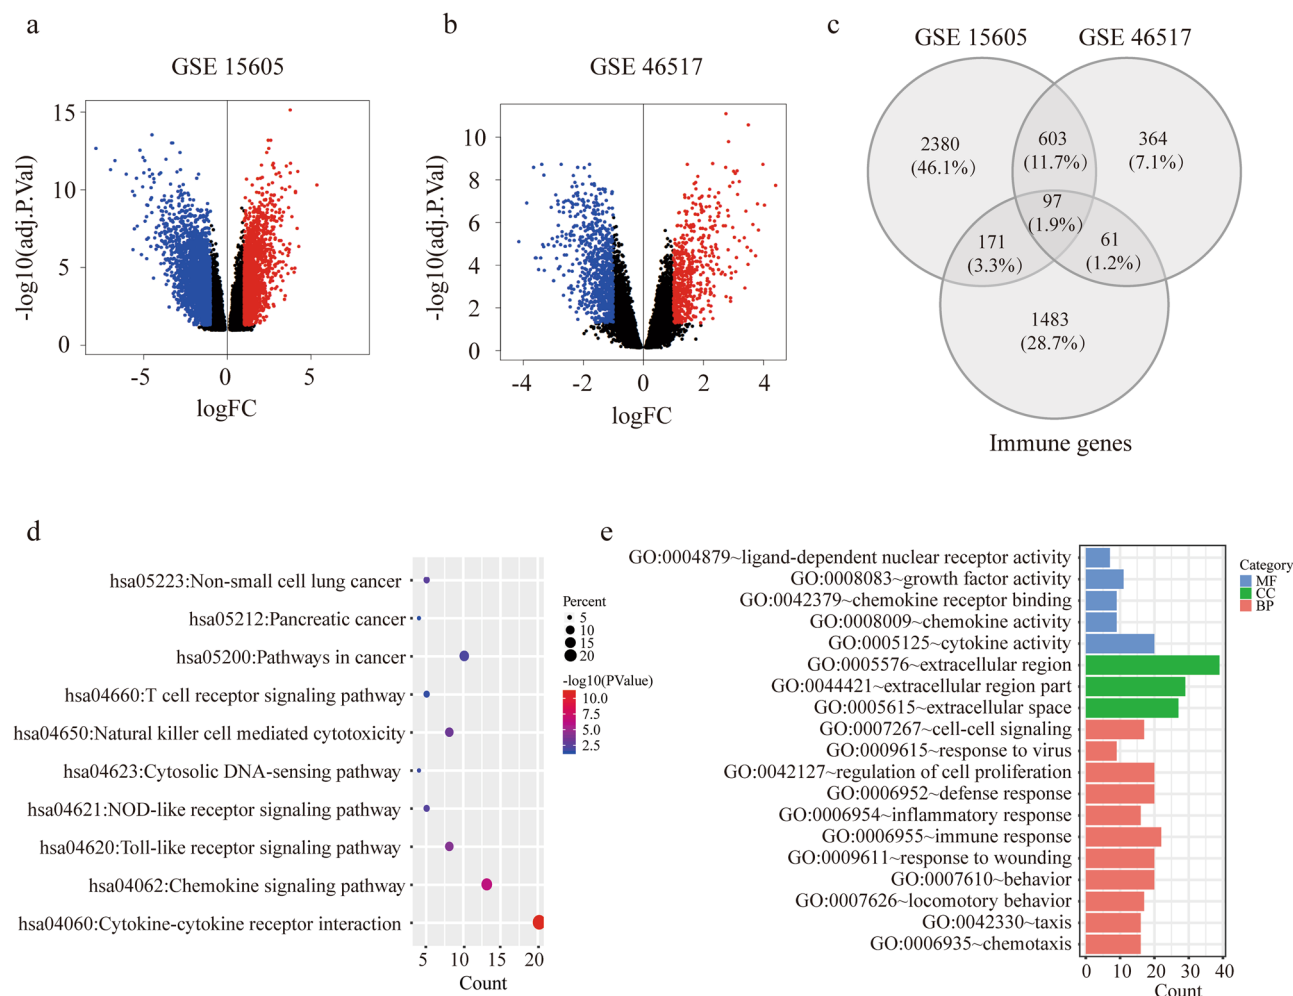 a
GSE 15605
-log10(adj.P.Val)
15
10
5
0
-5
0
5
logFC
b
GSE 46517
-log10(adj.P.Val)
10
8
6
4
2
0
-4
-2
0
2
4
logFC
c
GSE 15605
GSE 46517
2380
(46.1%)
603
(11.7%)
364
(7.1%)
97
(1.9%)
171
(3.3%)
61
(1.2%)
1483
(28.7%)
Immune genes
d
hsa05223:Non-small cell lung cancer
hsa05212:Pancreatic cancer
hsa05200:Pathways in cancer
hsa04660:T cell receptor signaling pathway
hsa04650:Natural killer cell mediated cytotoxicity
hsa04623:Cytosolic DNA-sensing pathway
hsa04621:NOD-like receptor signaling pathway
hsa04620:Toll-like receptor signaling pathway
hsa04062:Chemokine signaling pathway
hsa04060:Cytokine-cytokine receptor interaction
5
10
15
20
Count
Percent
5
10
15
20
-log10(PValue)
10.0
7.5
5.0
2.5
e
GO:0004879~ligand-dependent nuclear receptor activity
GO:0008083~growth factor activity
GO:0042379~chemokine receptor binding
GO:0008009~chemokine activity
GO:0005125~cytokine activity
GO:0005576~extracellular region
GO:0044421~extracellular region part
GO:0005615~extracellular space
GO:0007267~cell-cell signaling
GO:0009615~response to virus
GO:0042127~regulation of cell proliferation
GO:0006952~defense response
GO:0006954~inflammatory response
GO:0006955~immune response
GO:0009611~response to wounding
GO:0007610~behavior
GO:0007626~locomotory behavior
GO:0042330~taxis
GO:0006935~chemotaxis
0
10
20
30
40
Count
Category
MF
CC
BP